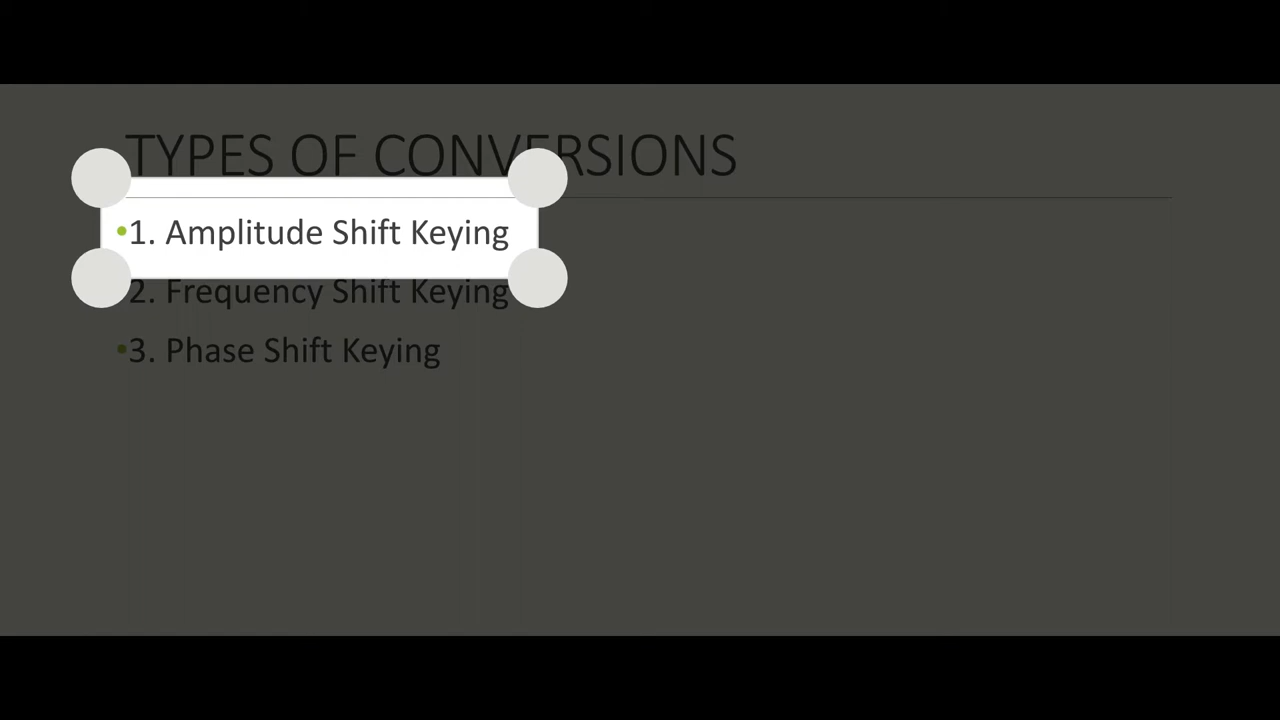 TYPES OF CONVERSIONS
•1. Amplitude Shift Keying
2. Frequency Shift Keying
•3. Phase Shift Keying